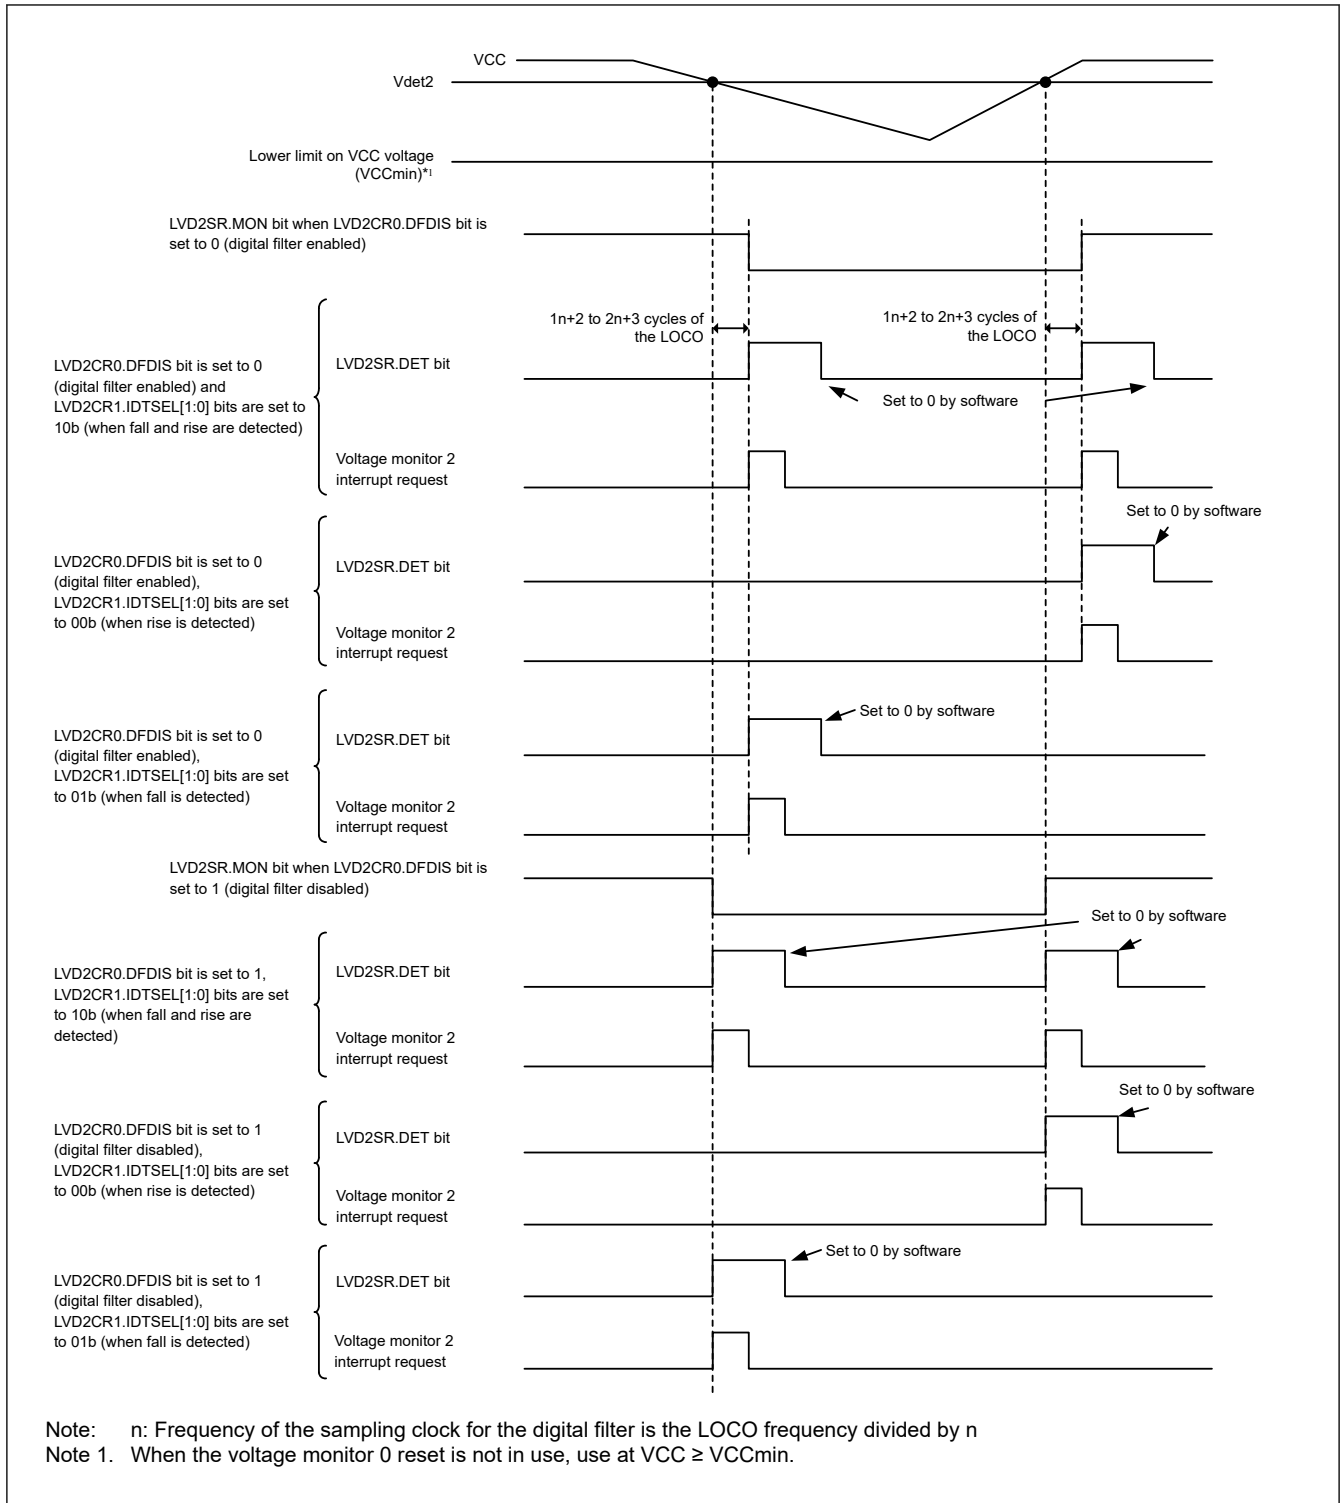 VCC
Vdet2
Lower limit on VCC voltage
(VCCmin)*1
LVD2SR.MON bit when LVD2CR0.DFDIS bit is
set to 0 (digital filter enabled)
1n+2 to 2n+3 cycles of
the LOCO
1n+2 to 2n+3 cycles of
the LOCO
LVD2CR0.DFDIS bit is set to 0
(digital filter enabled) and
LVD2CR1.IDTSEL[1:0] bits are set to
10b (when fall and rise are detected)
LVD2SR.DET bit
Set to 0 by software
Voltage monitor 2
interrupt request
Set to 0 by software
LVD2CR0.DFDIS bit is set to 0
(digital filter enabled),
LVD2CR1.IDTSEL[1:0] bits are set
to 00b (when rise is detected)
LVD2SR.DET bit
Voltage monitor 2
interrupt request
Set to 0 by software
LVD2CR0.DFDIS bit is set to 0
(digital filter enabled),
LVD2CR1.IDTSEL[1:0] bits are set
to 01b (when fall is detected)
LVD2SR.DET bit
Voltage monitor 2
interrupt request
LVD2SR.MON bit when LVD2CR0.DFDIS bit is
set to 1 (digital filter disabled)
Set to 0 by software
LVD2CR0.DFDIS bit is set to 1,
LVD2CR1.IDTSEL[1:0] bits are set
to 10b (when fall and rise are
detected)
LVD2SR.DET bit
Voltage monitor 2
interrupt request
Set to 0 by software
LVD2CR0.DFDIS bit is set to 1
(digital filter disabled),
LVD2CR1.IDTSEL[1:0] bits are set
to 00b (when rise is detected)
LVD2SR.DET bit
Voltage monitor 2
interrupt request
Set to 0 by software
LVD2CR0.DFDIS bit is set to 1
(digital filter disabled),
LVD2CR1.IDTSEL[1:0] bits are set
to 01b (when fall is detected)
LVD2SR.DET bit
Voltage monitor 2
interrupt request
Note: n: Frequency of the sampling clock for the digital filter is the LOCO frequency divided by n
Note 1. When the voltage monitor 0 reset is not in use, use at VCC ≥ VCCmin.